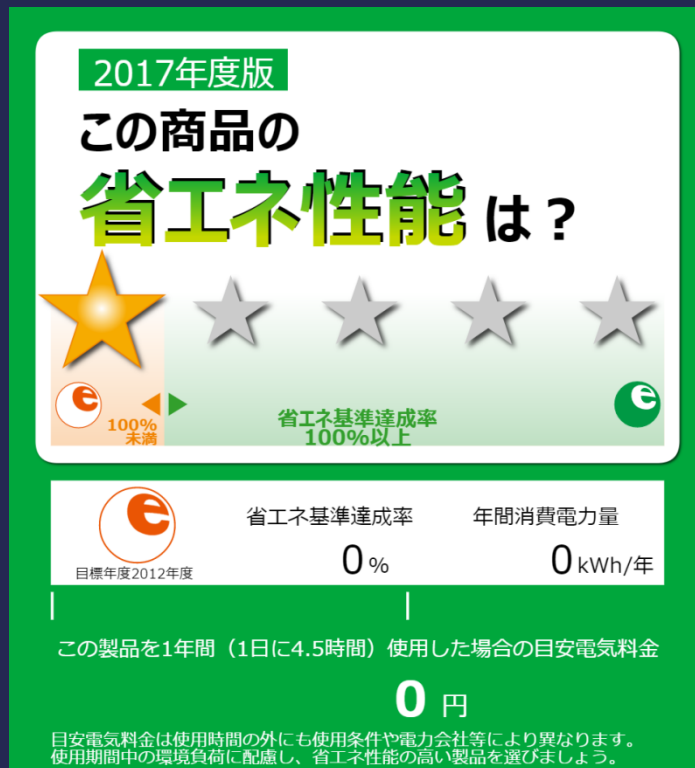 2017年度版
この商品の
省エネ性能は？
e
e
100%
未満
省エネ基準達成率
100%以上
e
目標年度2012年度
省エネ基準達成率
0%
年間消費電力量
0kWh/年
この製品を1年間（1日に4.5時間）使用した場合の目安電気料金
0 円
目安電気料金は使用時間の外にも使用条件や電力会社等により異なります。
使用期間中の環境負荷に配慮し、省エネ性能の高い製品を選びましょう。